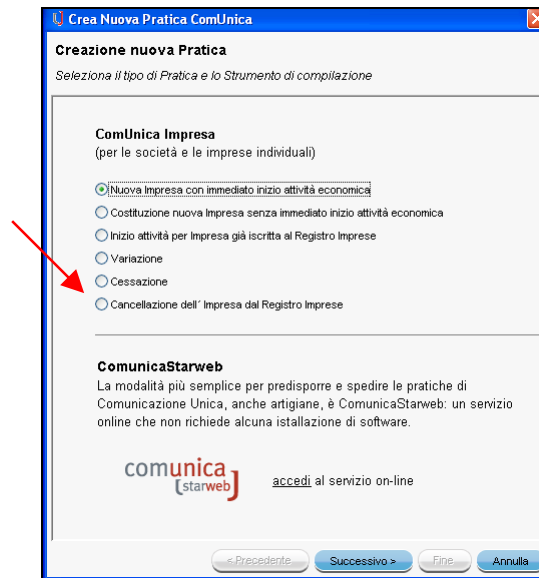 Crea Nuova Pratica ComUnica
Creazione nuova Pratica
Seleziona il tipo di Pratica e lo Strumento di compilazione
ComUnica Impresa
(per le società e le imprese individuali)
Nuova Impresa con immediato inizio attività economica
Costituzione nuova Impresa senza immediato inizio attività economica
Inizio attività per Impresa già iscritta al Registro Imprese
Variazione
Cessazione
Cancellazione dell' Impresa dal Registro Imprese
ComunicaStarweb
La modalità più semplice per predisporre e spedire le pratiche di
Comunicazione Unica, anche artigiane, è ComunicaStarweb: un servizio
online che non richiede alcuna istallazione di software.
comunica
[starweb]
accedi al servizio on-line
< Precedente
Successivo >
Fine
Annulla